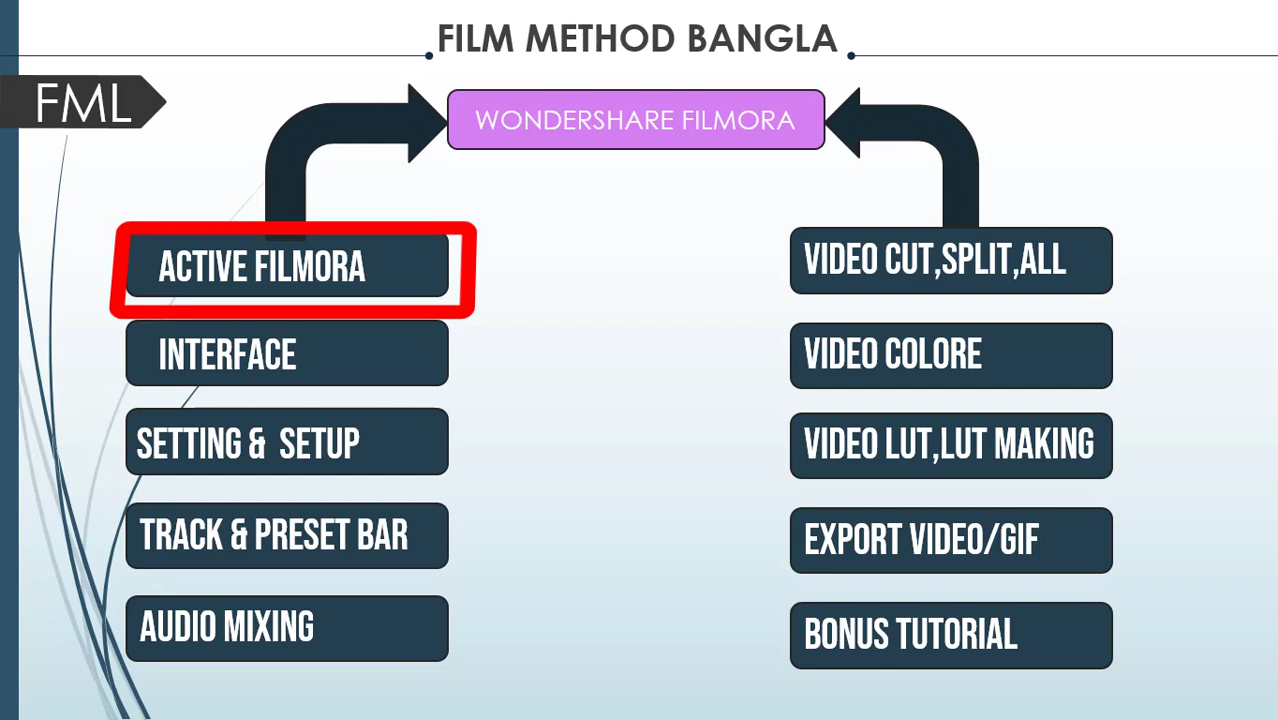 FILM METHOD BANGLA
FML
WONDERSHARE FILMORA
ACTIVE FILMORA
INTERFACE
SETTING & SETUP
TRACK & PRESET BAR
AUDIO MIXING
VIDEO CUT,SPLIT,ALL
VIDEO COLORE
VIDEO LUT,LUT MAKING
EXPORT VIDEO/GIF
BONUS TUTORIAL